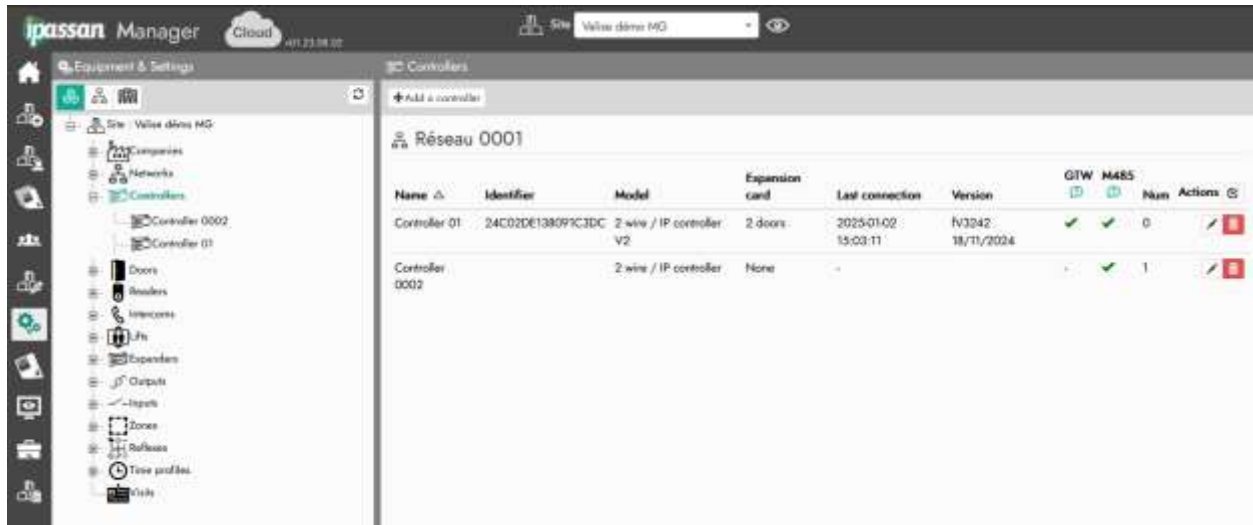 ipassan Manager Cloud
Site Valise démo MG
Equipment & Settings
Controllers
Add a controller
Site : Valise démo MG
Companies
Networks
Controllers
Controller 0002
Controller 01
Doors
Readers
Intercoms
Lifts
Expanders
Outputs
Inputs
Zones
Reflexes
Time profiles
Visits
Réseau 0001
Name Identifier Model Expansion card Last connection Version GTW M485 Num Actions
Controller 01 24C02DE138091C3DC 2 wire / IP controller V2 2 doors 2025-01-02 15:03:11 fV3242 18/11/2024 0
Controller 0002 2 wire / IP controller None - - 1